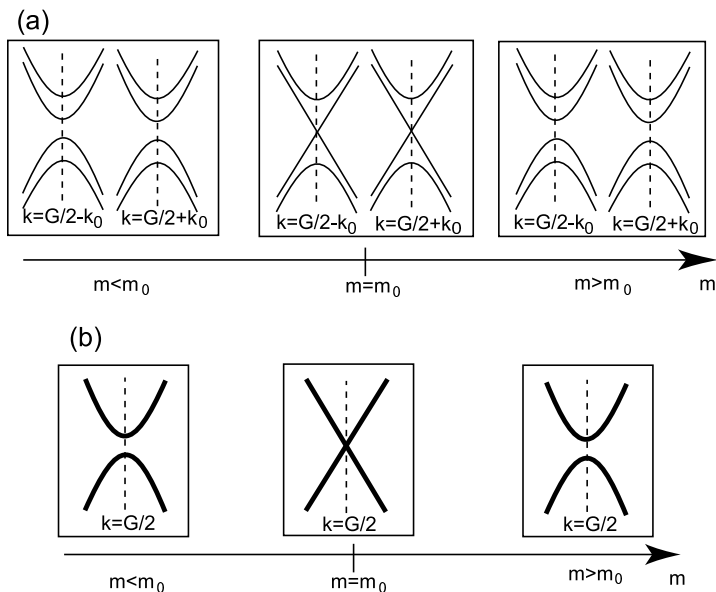 (a)
k=G/2-k₀ k=G/2+k₀ k=G/2-k₀ k=G/2+k₀ k=G/2-k₀ k=G/2+k₀
m<m₀ m=m₀ m>m₀ m
(b)
k=G/2 k=G/2 k=G/2
m<m₀ m=m₀ m>m₀ m